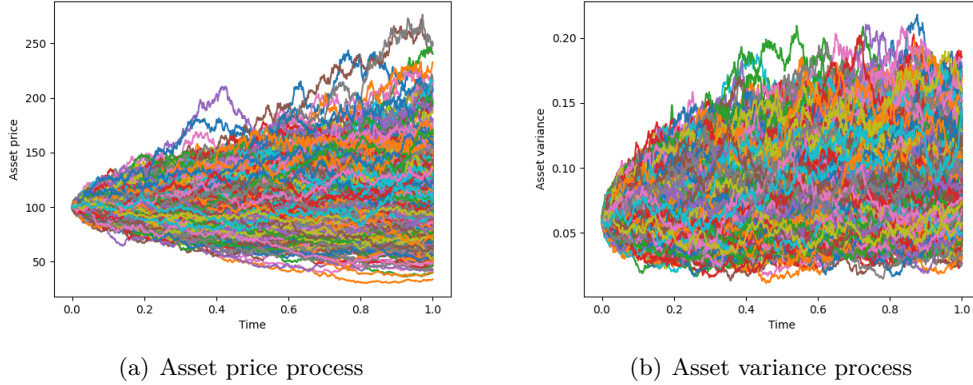 250
200
150
100
50
Asset price
0.0 0.2 0.4 0.6 0.8 1.0
Time
0.20
0.15
0.10
0.05
Asset variance
0.0 0.2 0.4 0.6 0.8 1.0
Time
(a) Asset price process
(b) Asset variance process